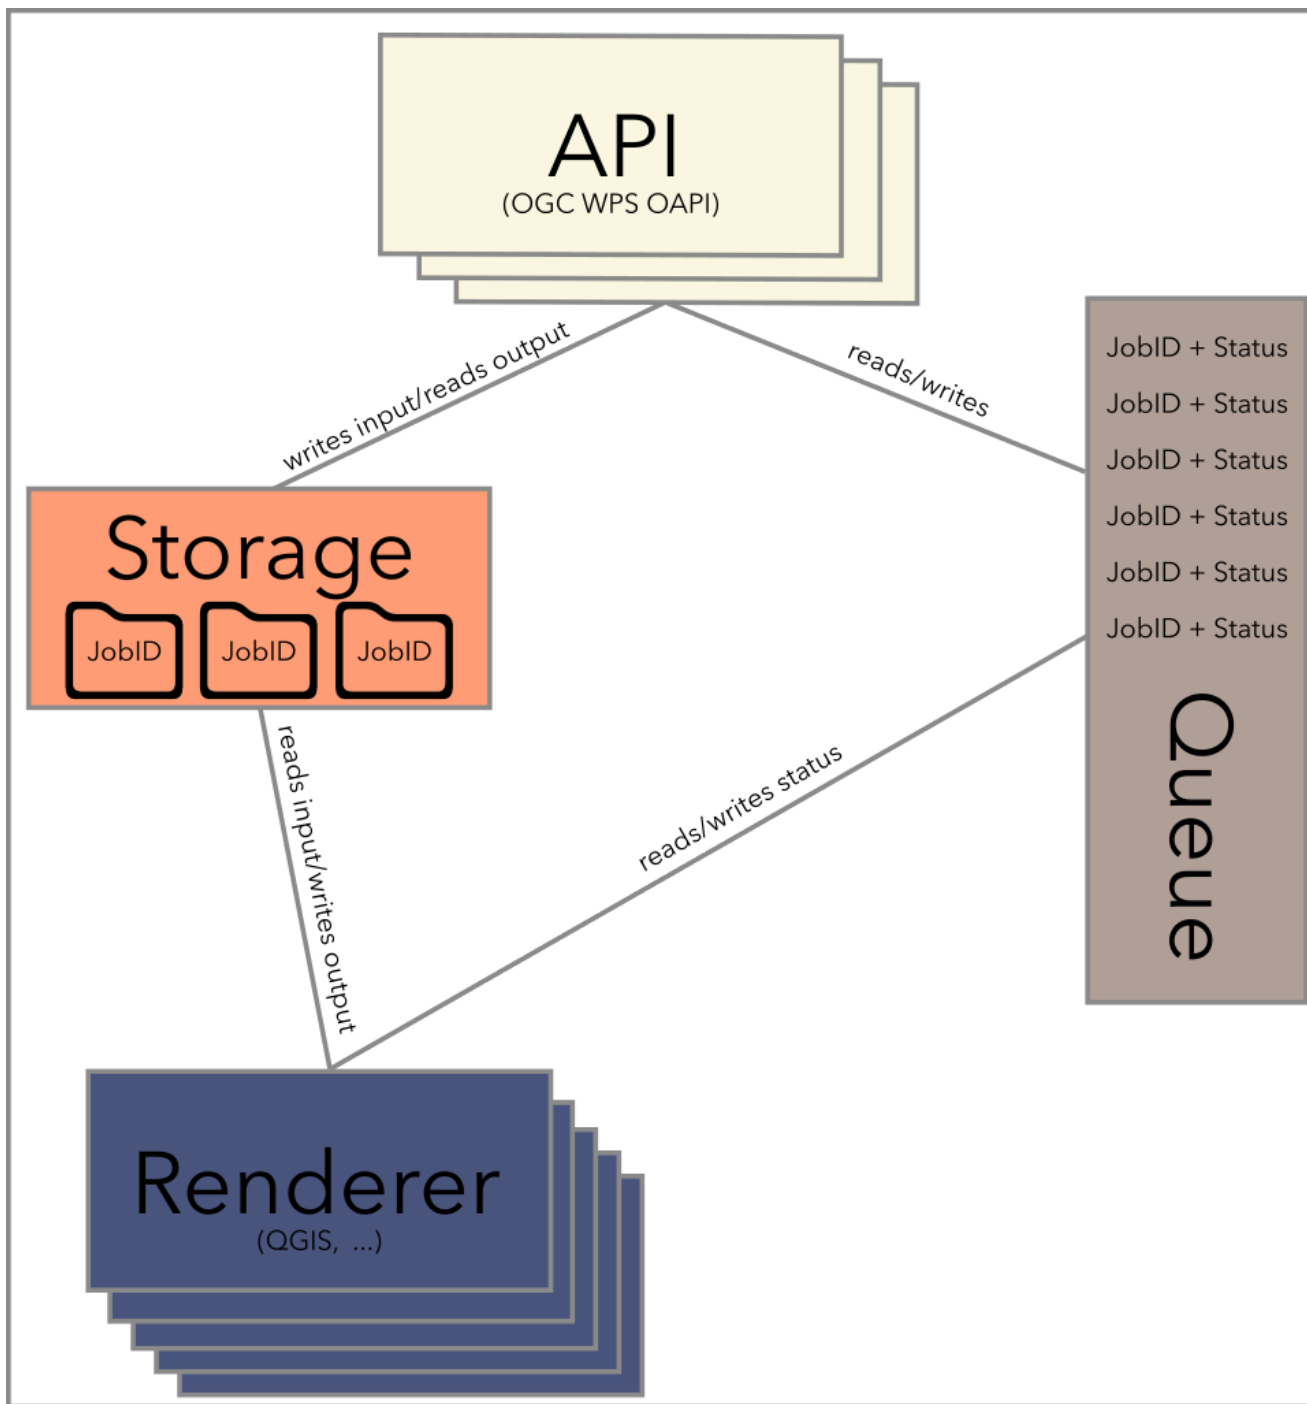 API
(OGC WPS OAPI)
writes input/reads output
reads/writes
JobID + Status
JobID + Status
JobID + Status
JobID + Status
JobID + Status
JobID + Status
Queue
Storage
JobID
JobID
JobID
reads input/writes output
reads/writes status
Renderer
(QGIS, ...)